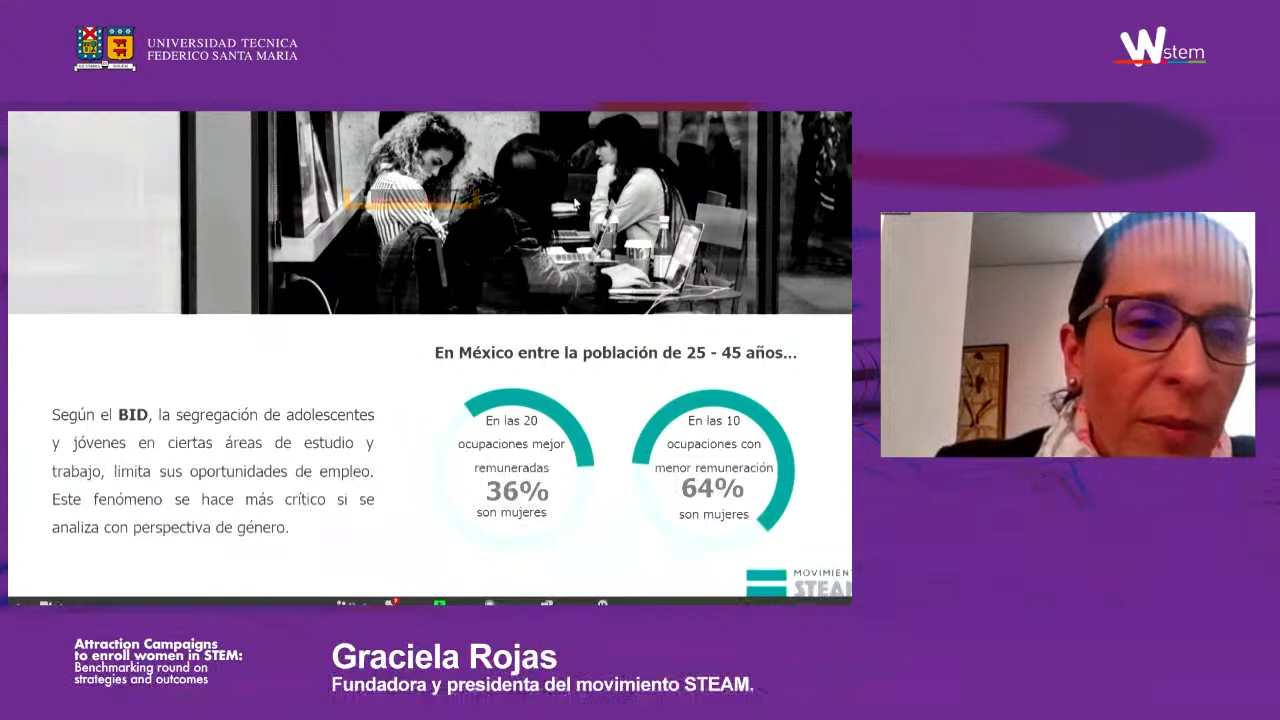 UNIVERSIDAD TECNICA
FEDERICO SANTA MARIA
Wstem
En México entre la población de 25 - 45 años...
Según el BID, la segregación de adolescentes
y jóvenes en ciertas áreas de estudio y
trabajo, limita sus oportunidades de empleo.
Este fenómeno se hace más crítico si se
analiza con perspectiva de género.
En las 20
ocupaciones mejor
remuneradas
36%
son mujeres
En las 10
ocupaciones con
menor remuneración
64%
son mujeres
MOVIMIEN
STEA
Attraction Campaigns
to enroll women in STEM:
Benchmarking round on
strategies and outcomes
Graciela Rojas
Fundadora y presidenta del movimiento STEAM.